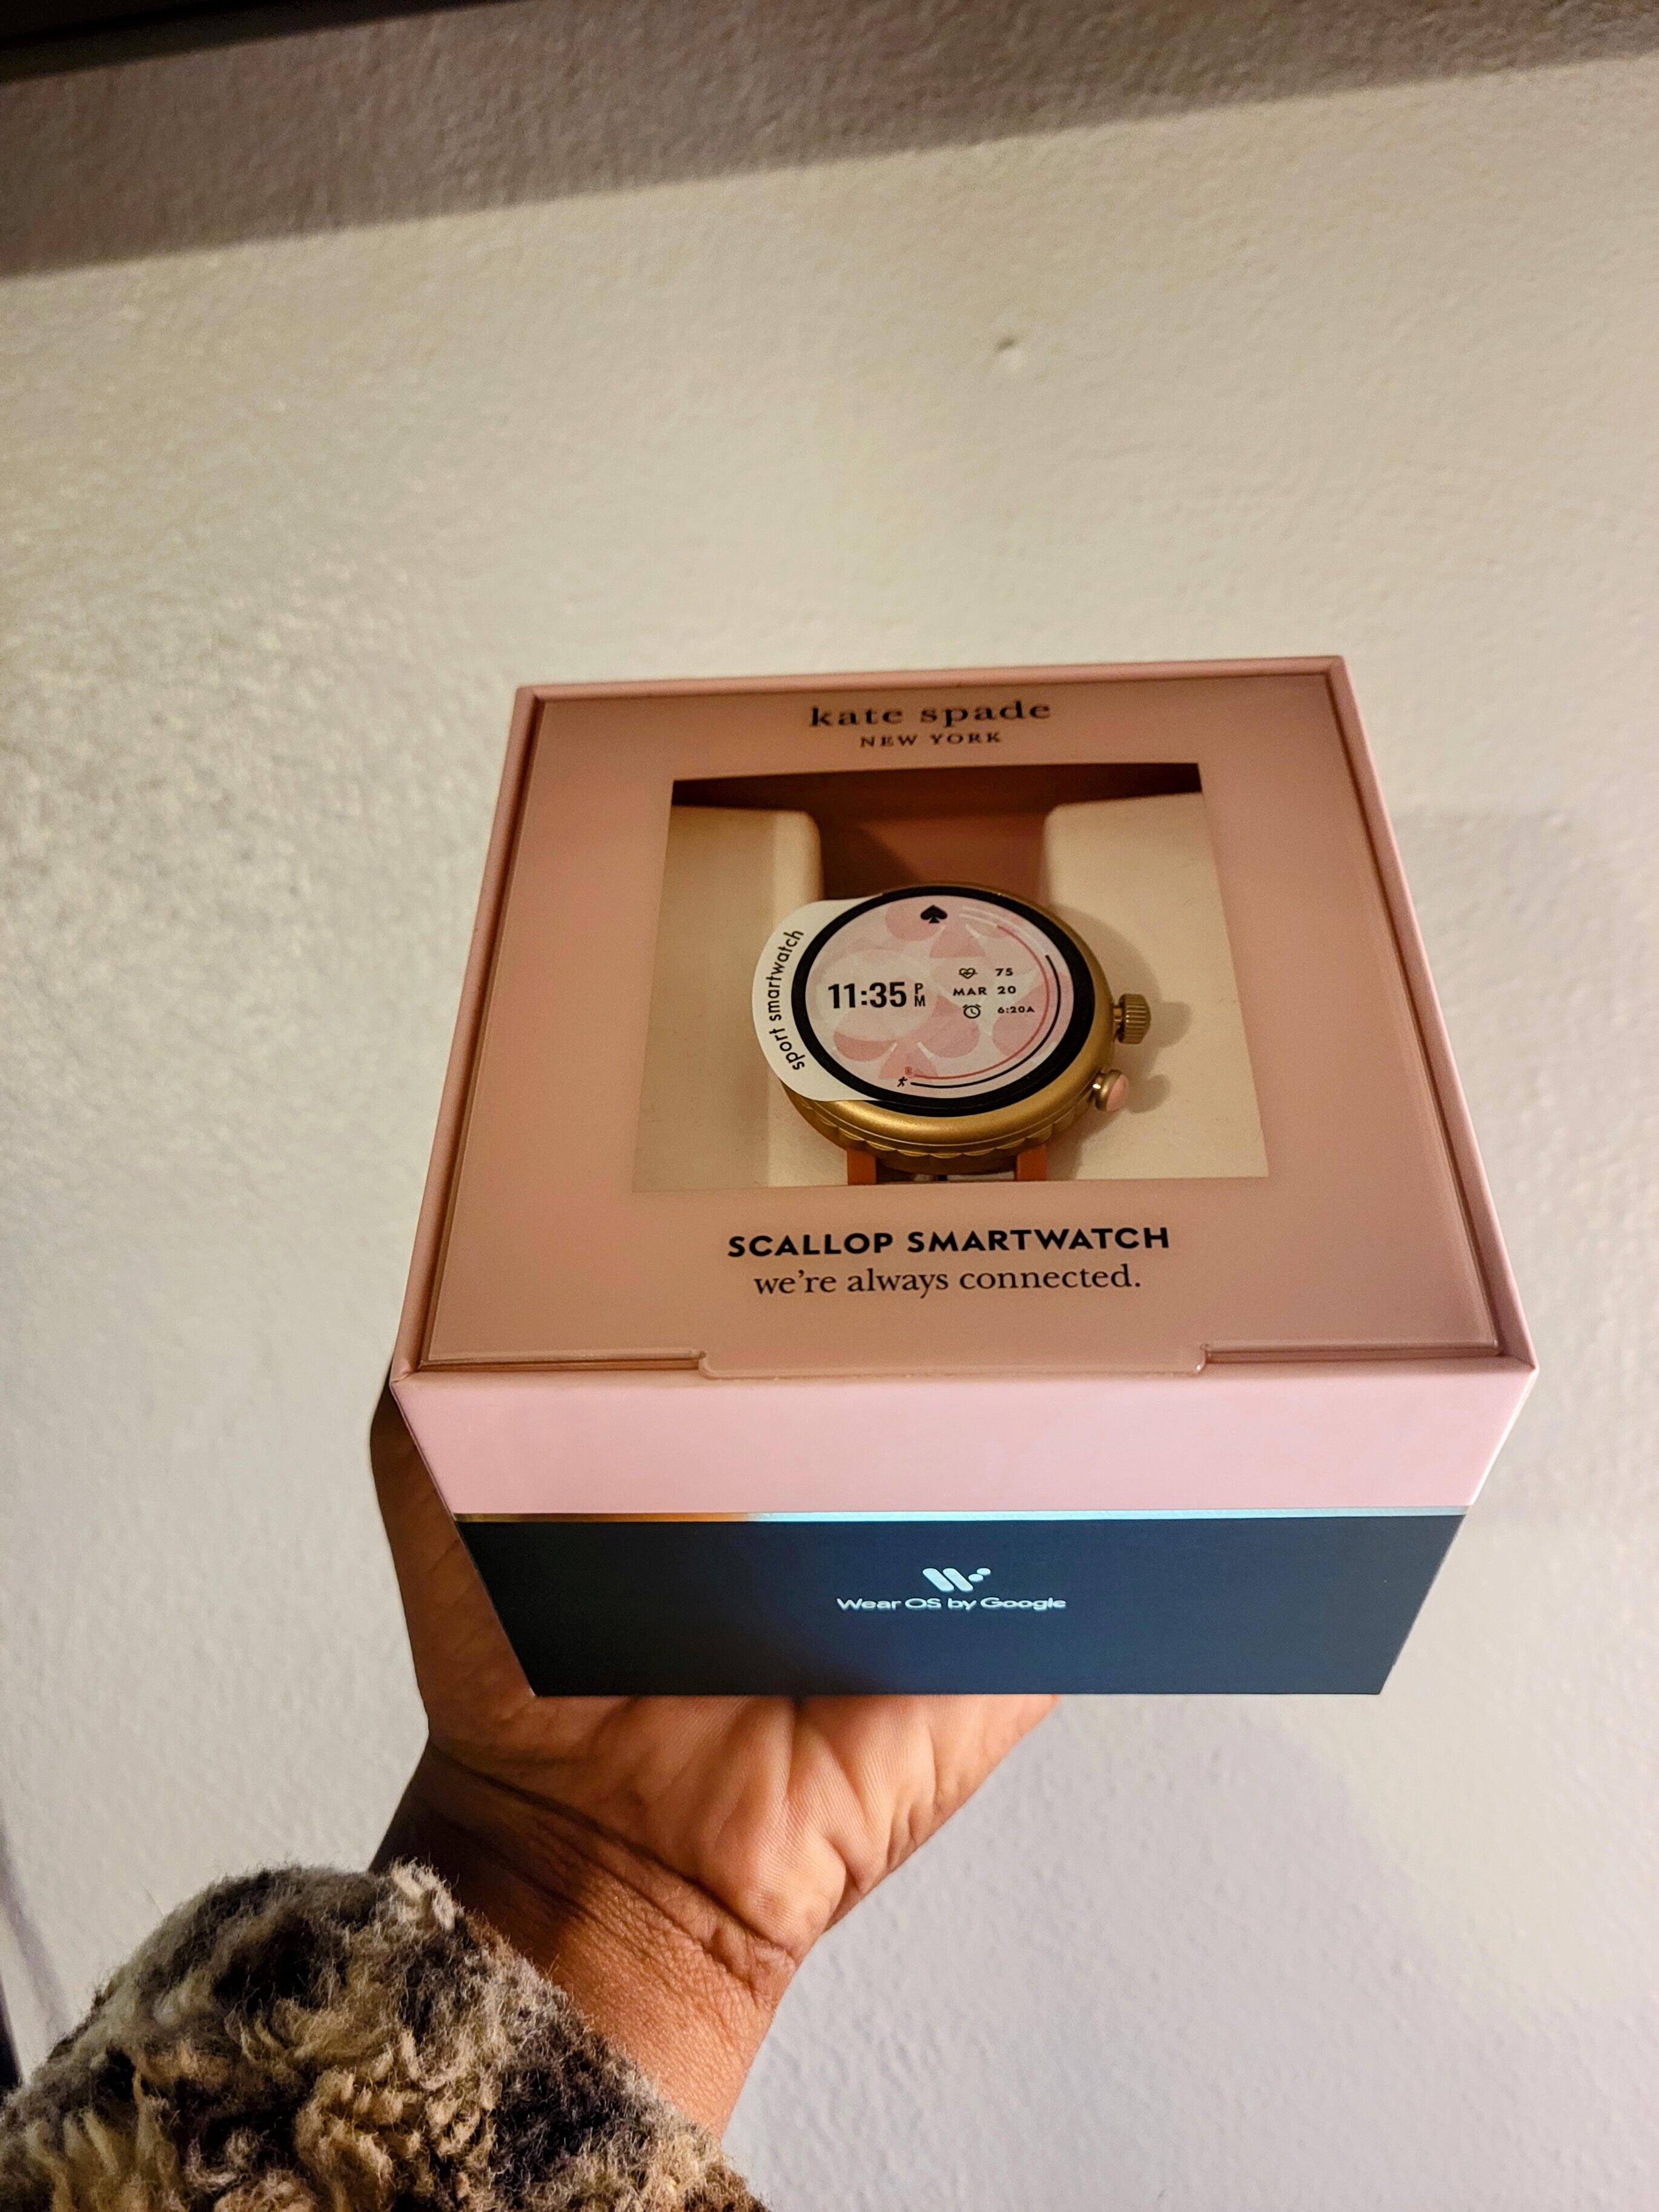 kate spade
NEW YORK
sport smartwatch
11:35 PM
75
MAR 20
6:20A
SCALLOP SMARTWATCH
we're always connected.
Wear OS by Google